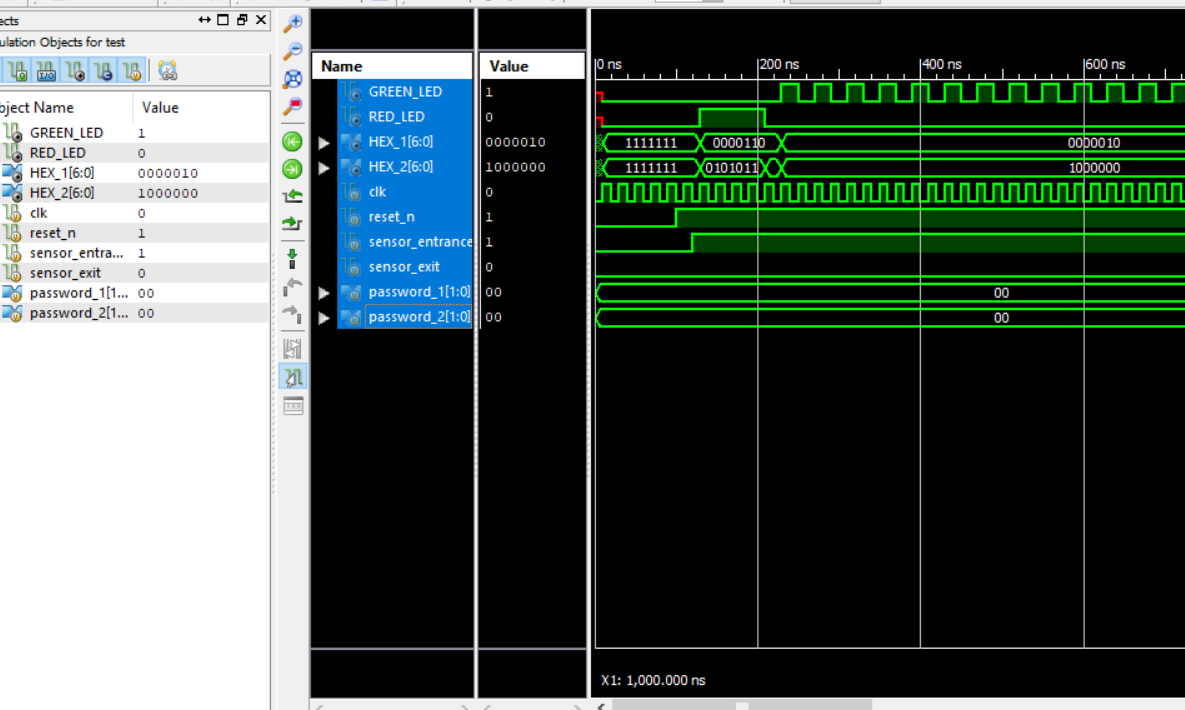 ects
ulation Objects for test
bject Name Value
GREEN_LED 1
RED_LED 0
HEX_1[6:0] 0000010
HEX_2[6:0] 1000000
clk 0
reset_n 1
sensor_entra... 1
sensor_exit 0
password_1[1... 00
password_2[1... 00
Name Value
GREEN_LED 1
RED_LED 0
HEX_1[6:0] 0000010
HEX_2[6:0] 1000000
clk 0
reset_n 1
sensor_entrance 1
sensor_exit 0
password_1[1:0] 00
password_2[1:0] 00
0 ns 200 ns 400 ns 600 ns
1111111 0000110 0000010
1111111 0101011 1000000
00
00
X1: 1,000.000 ns